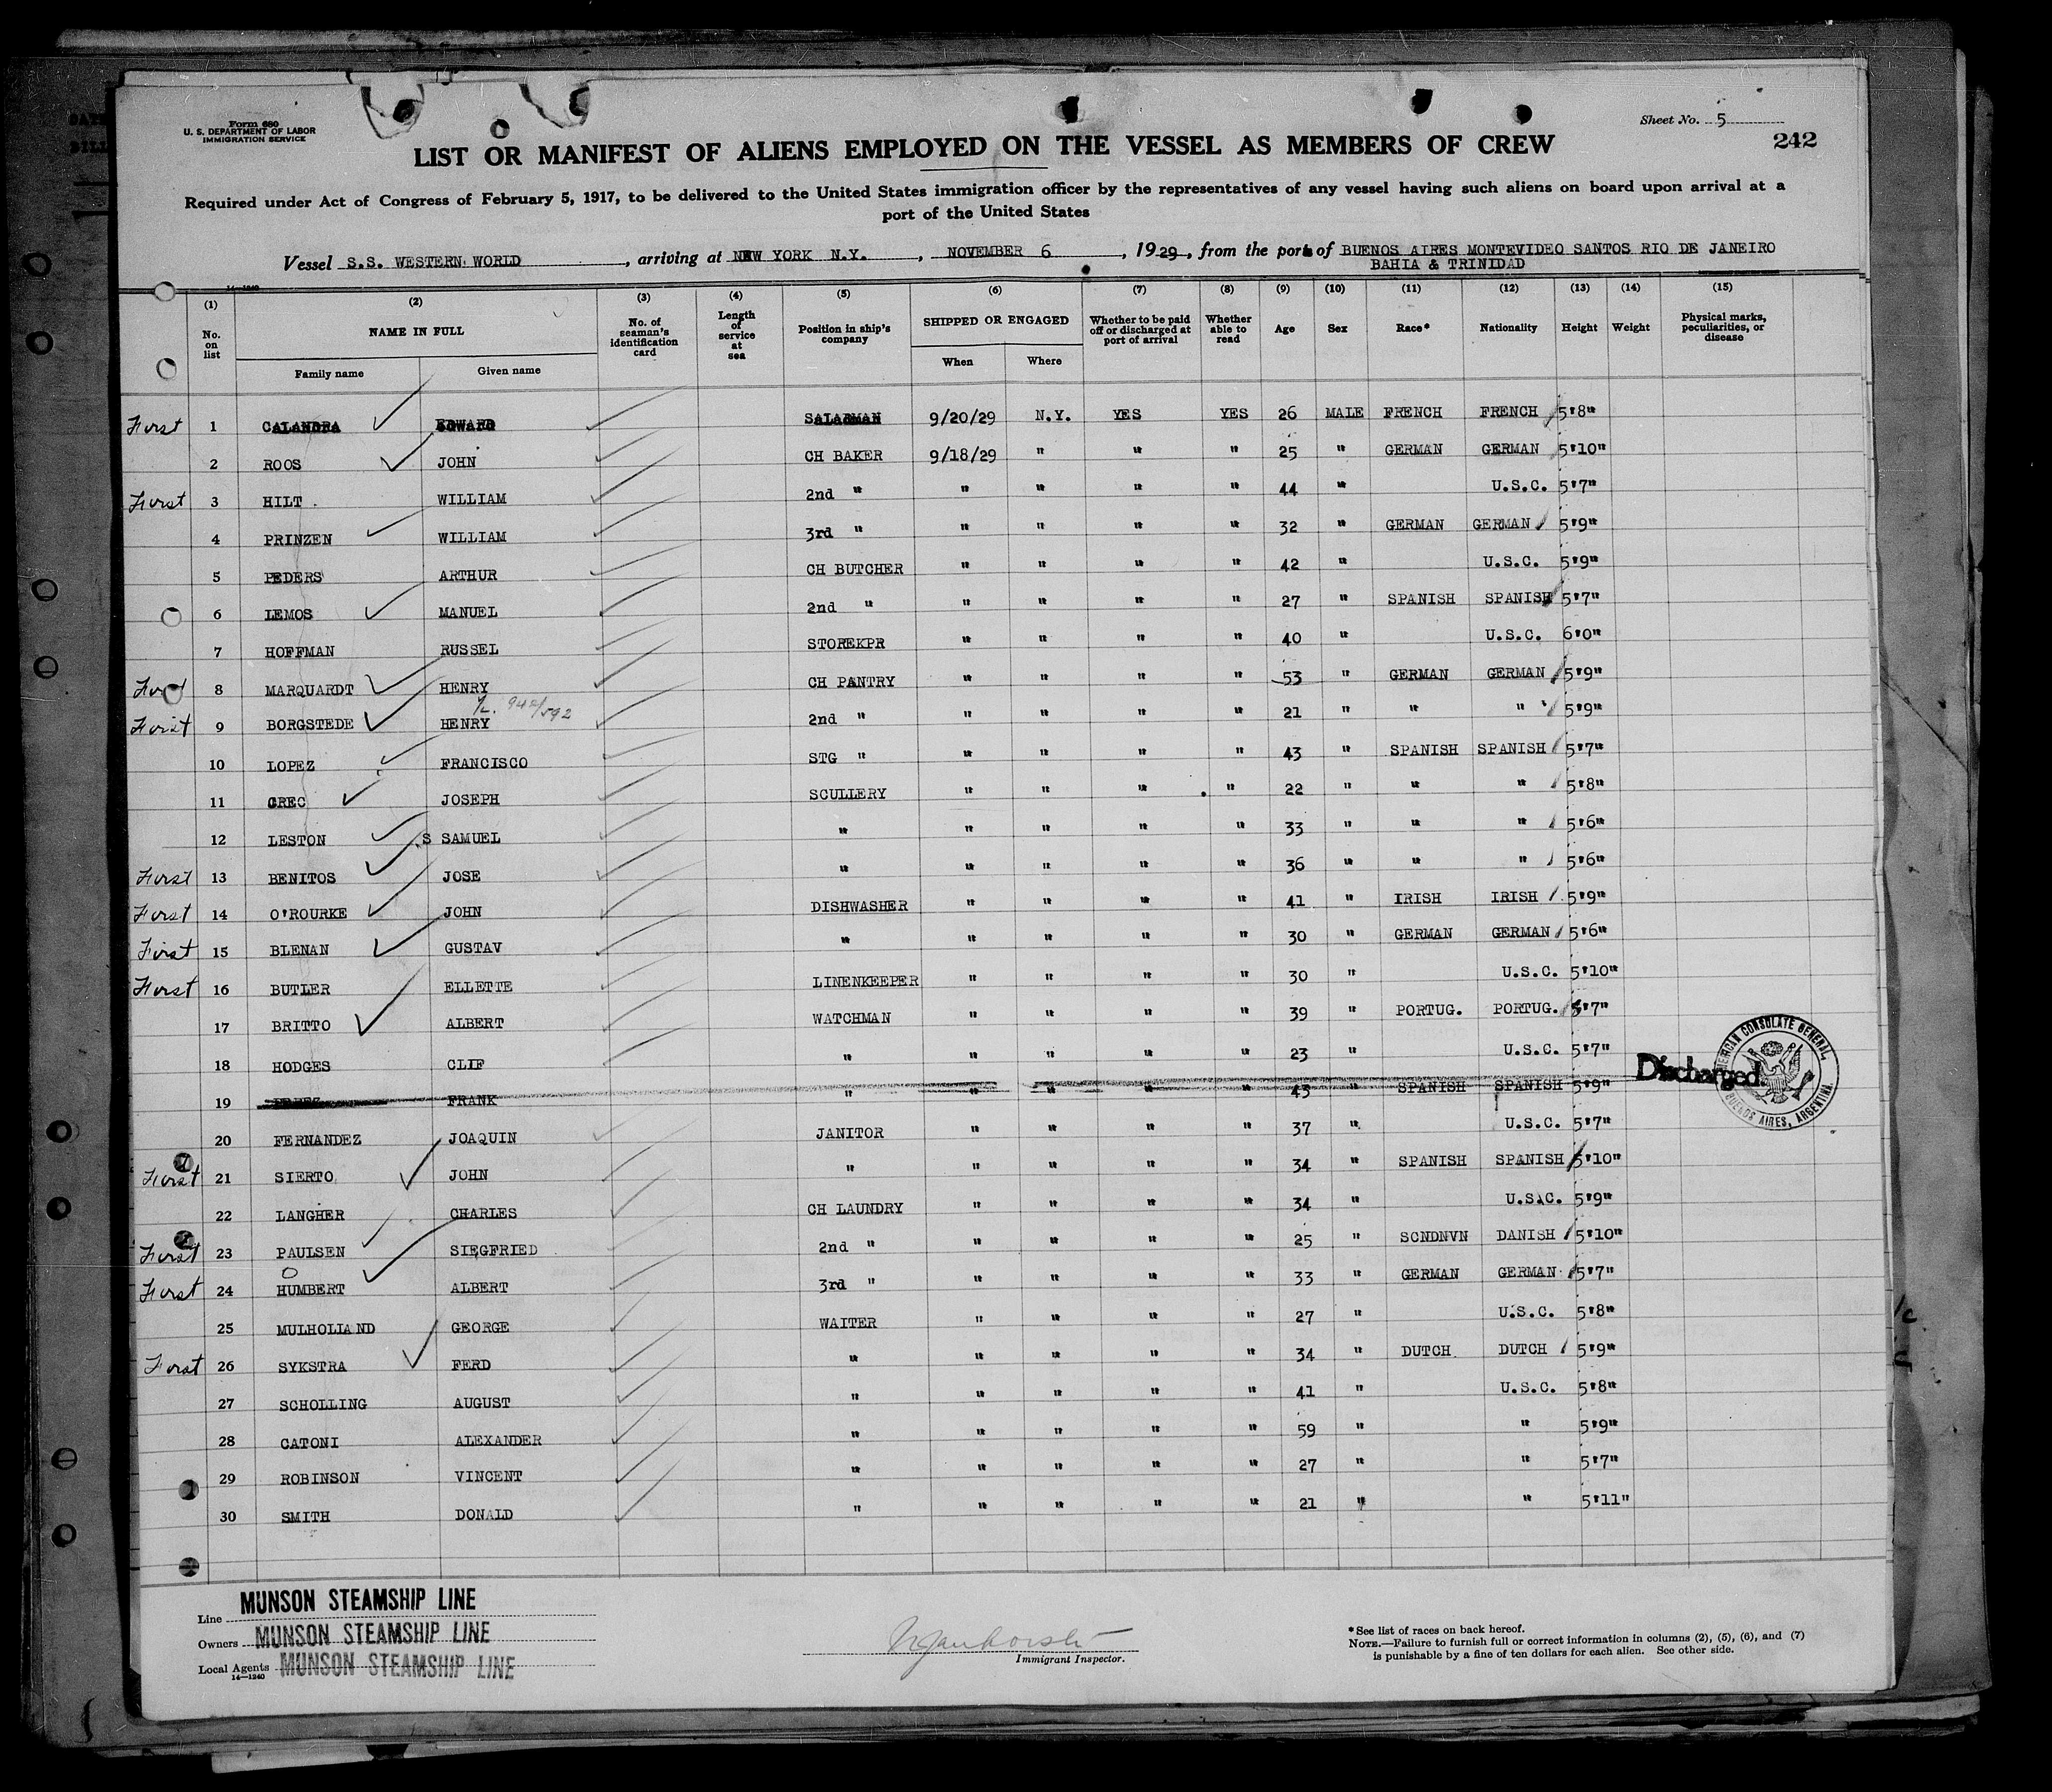 Form 680
U. S. DEPARTMENT OF LABOR
IMMIGRATION SERVICE
Sheet No. 5
242
LIST OR MANIFEST OF ALIENS EMPLOYED ON THE VESSEL AS MEMBERS OF CREW
Required under Act of Congress of February 5, 1917, to be delivered to the United States immigration officer by the representatives of any vessel having such aliens on board upon arrival at a
port of the United States
Vessel S.S. WESTERN WORLD, arriving at NEW YORK N.Y., NOVEMBER 6, 1929, from the port of BUENOS AIRES MONTEVIDEO SANTOS RIO DE JANEIRO
BAHIA & TRINIDAD
14—1240
(1) (2) (3) (4) (5) (6) (7) (8) (9) (10) (11) (12) (13) (14) (15)
No. on list NAME IN FULL No. of seaman's identification card Length of service at sea Position in ship's company SHIPPED OR ENGAGED Whether to be paid off or discharged at port of arrival Whether able to read Age Sex Race* Nationality Height Weight Physical marks, peculiarities, or disease
Family name Given name When Where
First 1 CALANDRA EDWARD SALADMAN 9/20/29 N.Y. YES YES 26 MALE FRENCH FRENCH 5'8"
2 ROOS JOHN CH BAKER 9/18/29 " " " 25 " GERMAN GERMAN 5'10"
First 3 HILT WILLIAM 2nd " " " " " 44 " U.S.C. 5'7"
4 PRINZEN WILLIAM 3rd " " " " " 32 " GERMAN GERMAN 5'9"
5 PEDERS ARTHUR CH BUTCHER " " " " 42 " U.S.C. 5'9"
6 LEMOS MANUEL 2nd " " " " " 27 " SPANISH SPANISH 5'7"
7 HOFFMAN RUSSEL STOREKPR " " " " 40 " U.S.C. 6'0"
First 8 MARQUARDT HENRY CH PANTRY " " " " 53 " GERMAN GERMAN 5'9"
First 9 BORGSTEDE HENRY 2nd " " " " " 21 " " " 5'9"
10 LOPEZ FRANCISCO STG " " " " " 43 " SPANISH SPANISH 5'7"
11 GREC JOSEPH SCULLERY " " " " 22 " " " 5'8"
12 LESTON S SAMUEL " " " " " 33 " " " 5'6"
First 13 BENITOS JOSE " " " " " 36 " " " 5'6"
First 14 O'ROURKE JOHN DISHWASHER " " " " 41 " IRISH IRISH 5'9"
First 15 BLENAN GUSTAV " " " " " 30 " GERMAN GERMAN 5'6"
First 16 BUTLER ELLETTE LINENKEEPER " " " " 30 " U.S.C. 5'10"
17 BRITTO ALBERT WATCHMAN " " " " 39 " PORTUG. PORTUG. 5'7"
18 HODGES CLIF " " " " " 23 " U.S.C. 5'7"
19 FRANK " " " " " 43 " SPANISH SPANISH 5'9" Discharged
AMERICAN CONSULATE GENERAL, BUENOS AIRES, ARGENTINA
20 FERNANDEZ JOAQUIN JANITOR " " " " 37 " U.S.C. 5'7"
First 21 SIERTO JOHN " " " " " 34 " SPANISH SPANISH 5'10"
22 LANGHER CHARLES CH LAUNDRY " " " " 34 " U.S.C. 5'9"
First 23 PAULSEN SIEGFRIED 2nd " " " " " 25 " SCNDNVN DANISH 5'10"
O
First 24 HUMBERT ALBERT 3rd " " " " " 33 " GERMAN GERMAN 5'7"
25 MULHOLLAND GEORGE WAITER " " " " 27 " U.S.C. 5'8"
First 26 SYKSTRA FERD " " " " " 34 " DUTCH DUTCH 5'9"
27 SCHOLLING AUGUST " " " " " 41 " U.S.C. 5'8"
28 CATONI ALEXANDER " " " " " 59 " " 5'9"
29 ROBINSON VINCENT " " " " " 27 " " 5'7"
30 SMITH DONALD " " " " " 21 " " 5'11"
Line MUNSON STEAMSHIP LINE
Owners MUNSON STEAMSHIP LINE
Local Agents MUNSON STEAMSHIP LINE
14—1240
Immigrant Inspector.
*See list of races on back hereof.
NOTE.—Failure to furnish full or correct information in columns (2), (5), (6), and (7)
is punishable by a fine of ten dollars for each alien. See other side.